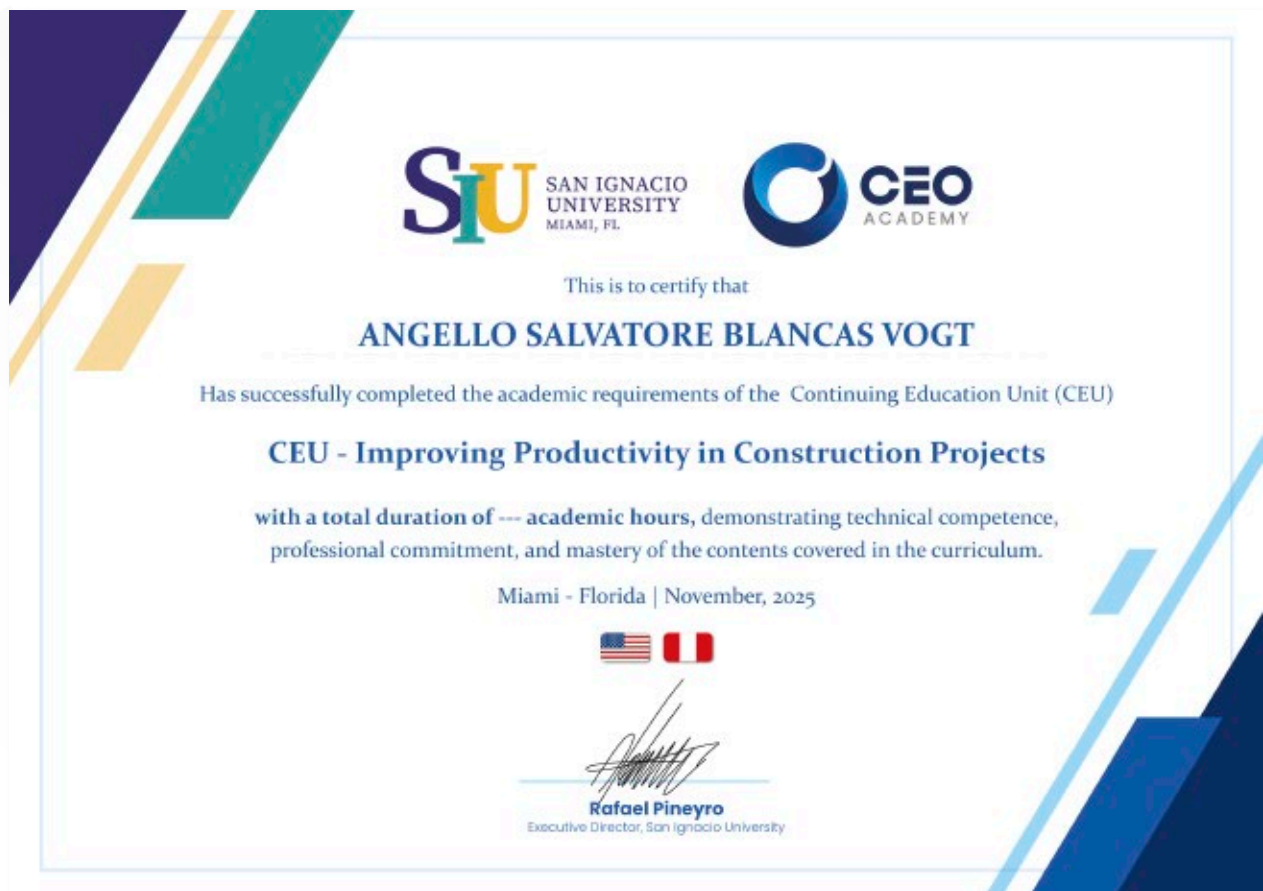 SIU
SAN IGNACIO
UNIVERSITY
MIAMI, FL
CEO
ACADEMY
This is to certify that
ANGELLO SALVATORE BLANCAS VOGT
Has successfully completed the academic requirements of the Continuing Education Unit (CEU)
CEU - Improving Productivity in Construction Projects
with a total duration of --- academic hours, demonstrating technical competence,
professional commitment, and mastery of the contents covered in the curriculum.
Miami - Florida | November, 2025
Rafael Pineyro
Executive Director, San Ignacio University